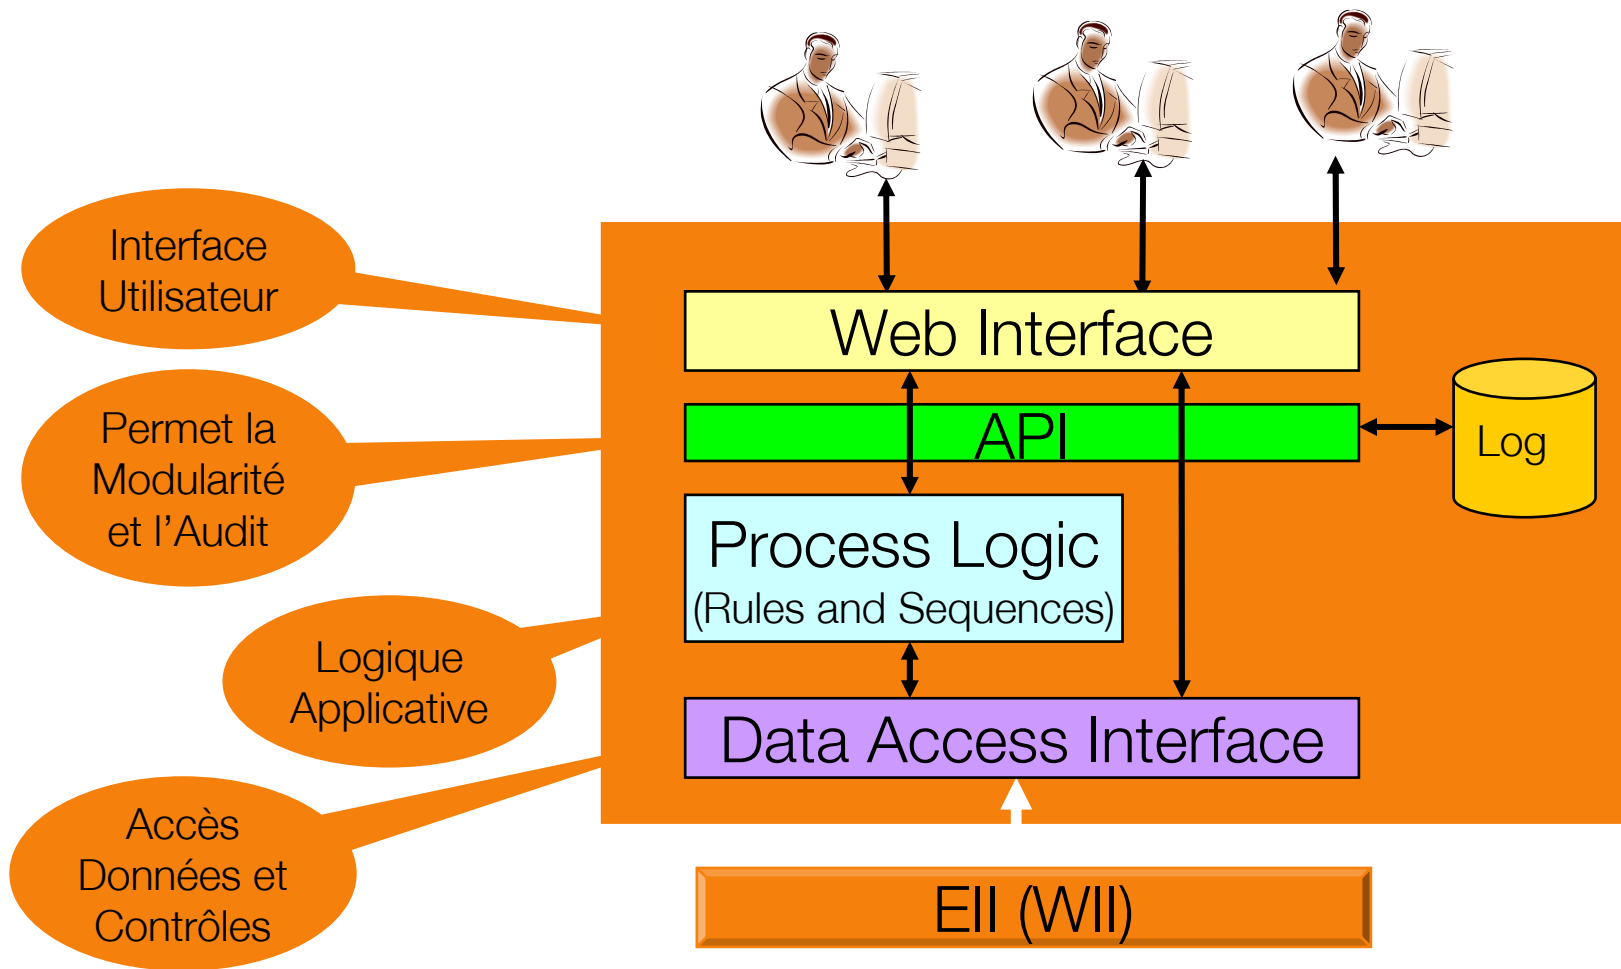 Interface
Utilisateur
Web Interface
Permet la
Modularité
et l’Audit
API
Log
Process Logic
(Rules and Sequences)
Logique
Applicative
Data Access Interface
Accès
Données et
Contrôles
EII (WII)